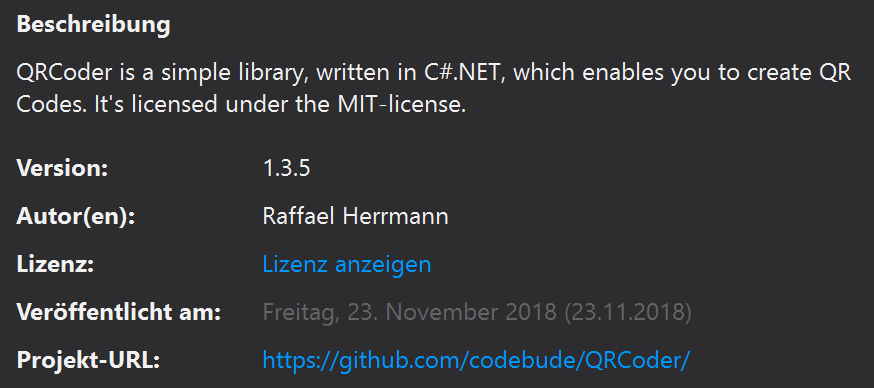 Beschreibung
QRCoder is a simple library, written in C#.NET, which enables you to create QR
Codes. It's licensed under the MIT-license.
Version: 1.3.5
Autor(en): Raffael Herrmann
Lizenz: Lizenz anzeigen
Veröffentlicht am: Freitag, 23. November 2018 (23.11.2018)
Projekt-URL: https://github.com/codebude/QRCoder/